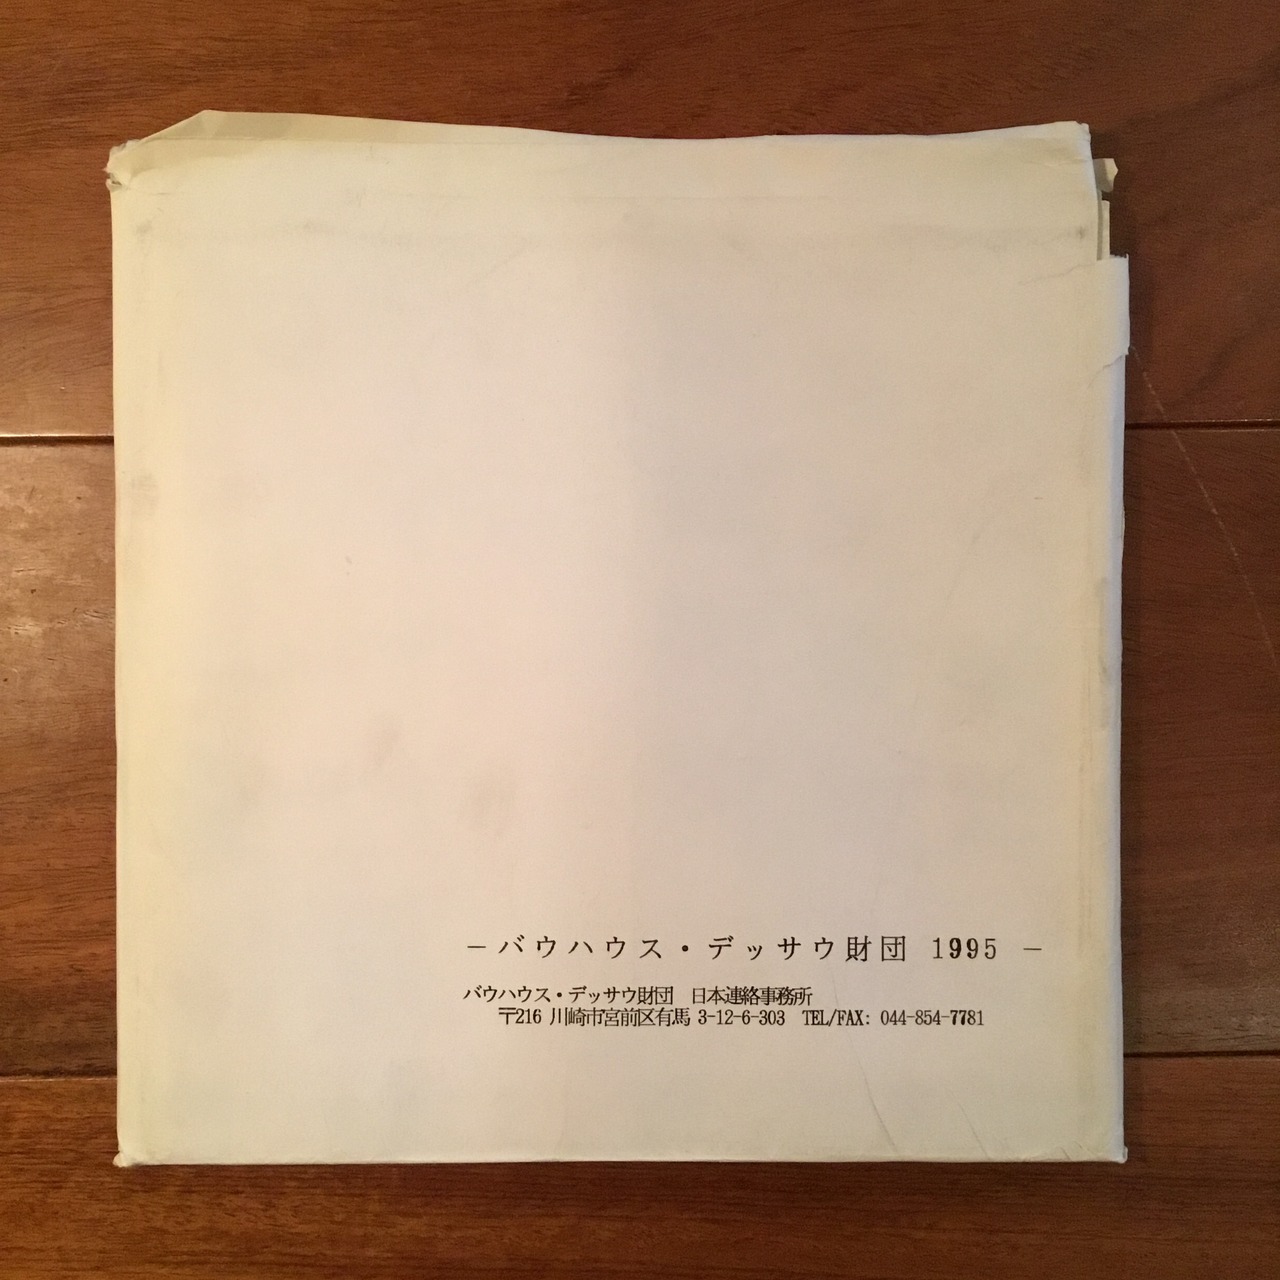 －バウハウス・デッサウ財団 1995 －
バウハウス・デッサウ財団　日本連絡事務所
〒216 川崎市宮前区有馬 3-12-6-303　TEL/FAX: 044-854-7781